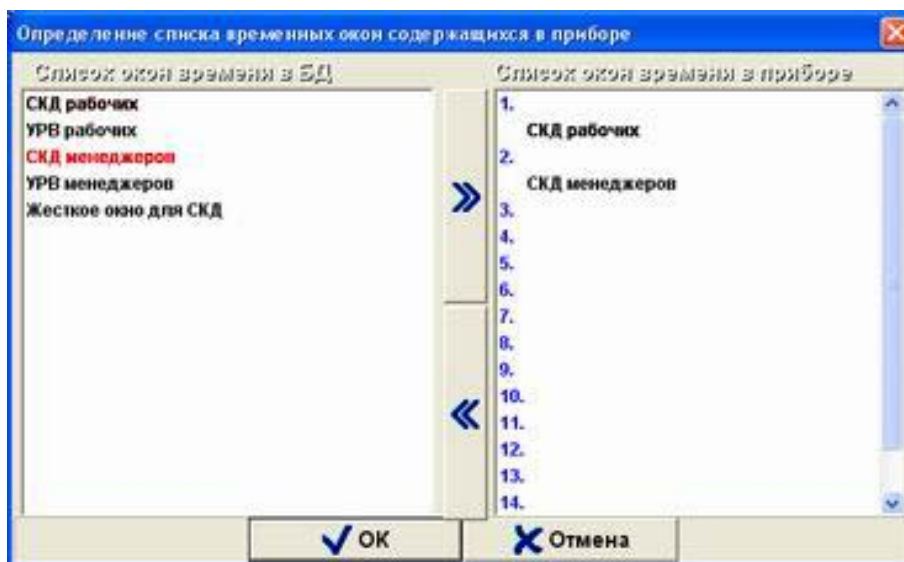 Определение списка временных окон содержащихся в приборе
Список окон времени в БД
СКД рабочих
УРВ рабочих
СКД менеджеров
УРВ менеджеров
Жесткое окно для СКД
Список окон времени в приборе
1.
СКД рабочих
2.
СКД менеджеров
3.
4.
5.
6.
7.
8.
9.
10.
11.
12.
13.
14.
ОК
Отмена